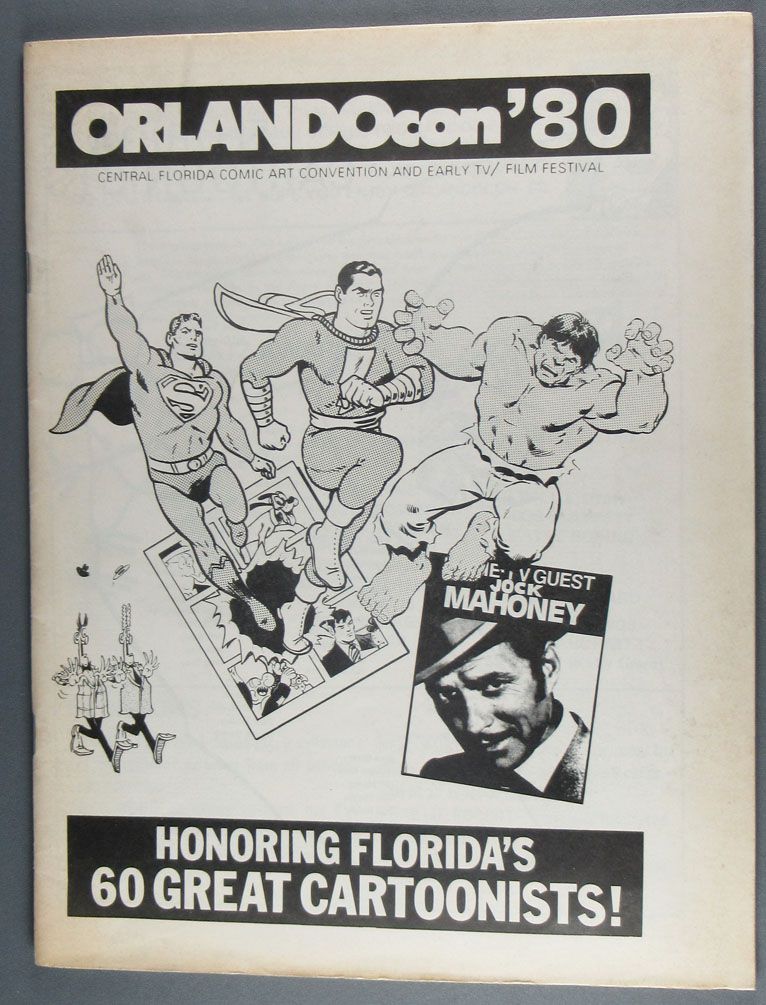 ORLANDOcon '80
CENTRAL FLORIDA COMIC ART CONVENTION AND EARLY TV/ FILM FESTIVAL
S
TV GUEST
JOCK
MAHONEY
HONORING FLORIDA'S
60 GREAT CARTOONISTS!